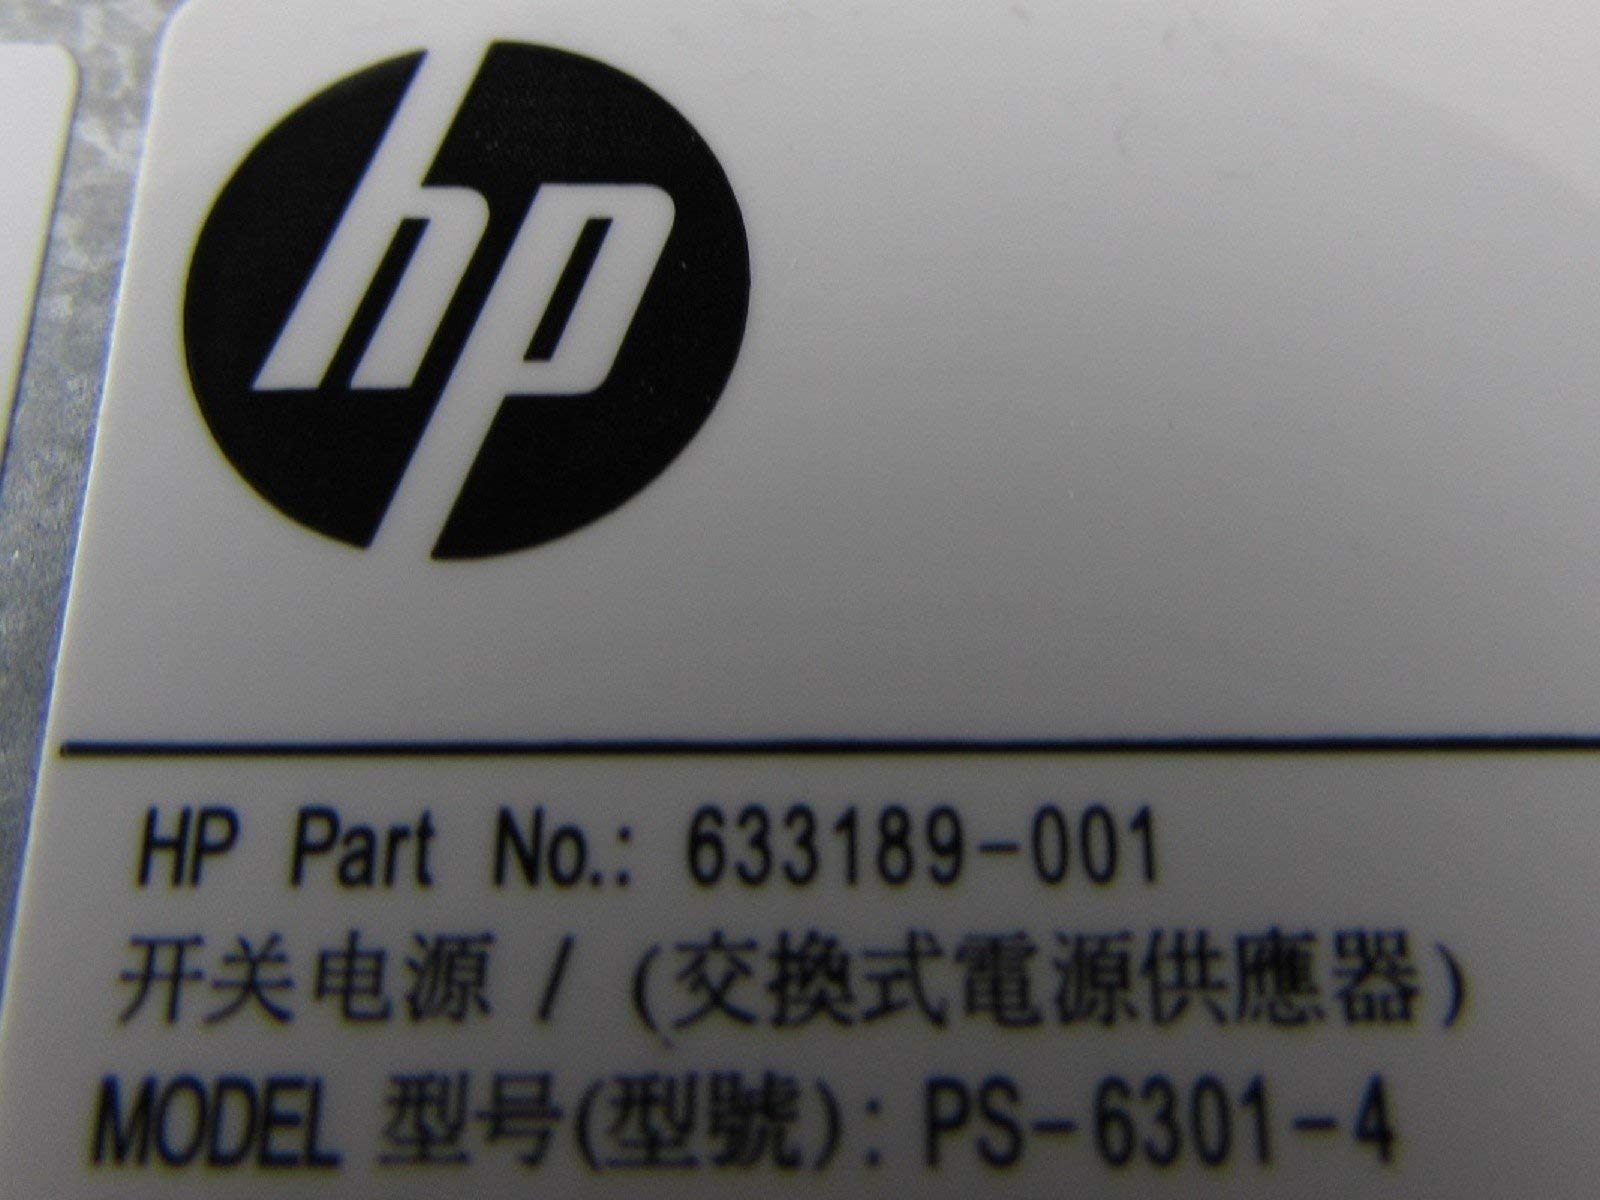 hp
HP Part No.: 633189-001
开关电源 / (交換式電源供應器)
MODEL 型号(型號): PS-6301-4